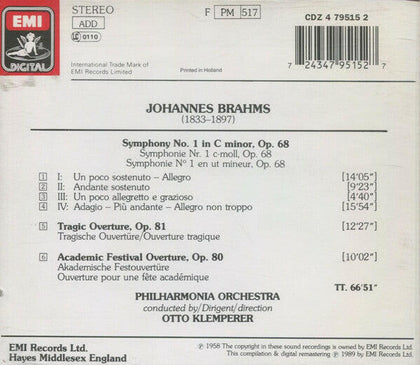 EMI
DIGITAL
STEREO
ADD
LC 0110
F PM 517
CDZ 4 79515 2
International Trade Mark of
EMI Records Limited
Printed in Holland
7 24347 95152 7
JOHANNES BRAHMS
(1833–1897)
Symphony No. 1 in C minor, Op. 68
Symphonie Nr. 1 c-moll, Op. 68
Symphonie N° 1 en ut mineur, Op. 68
1 I: Un poco sostenuto – Allegro [14'05"]
2 II: Andante sostenuto [9'23"]
3 III: Un poco allegretto e grazioso [4'40"]
4 IV: Adagio – Più andante – Allegro non troppo [15'54"]
5 Tragic Overture, Op. 81 [12'27"]
Tragische Ouvertüre/Ouverture tragique
6 Academic Festival Overture, Op. 80 [10'02"]
Akademische Festouvertüre
Ouverture pour une fête académique
TT. 66'51"
PHILHARMONIA ORCHESTRA
conducted by/Dirigent/direction
OTTO KLEMPERER
EMI Records Ltd.
Hayes Middlesex England
℗ 1958 The copyright in these sound recordings is owned by EMI Records Ltd.
This compilation & digital remastering ℗ 1989 by EMI Records Ltd.